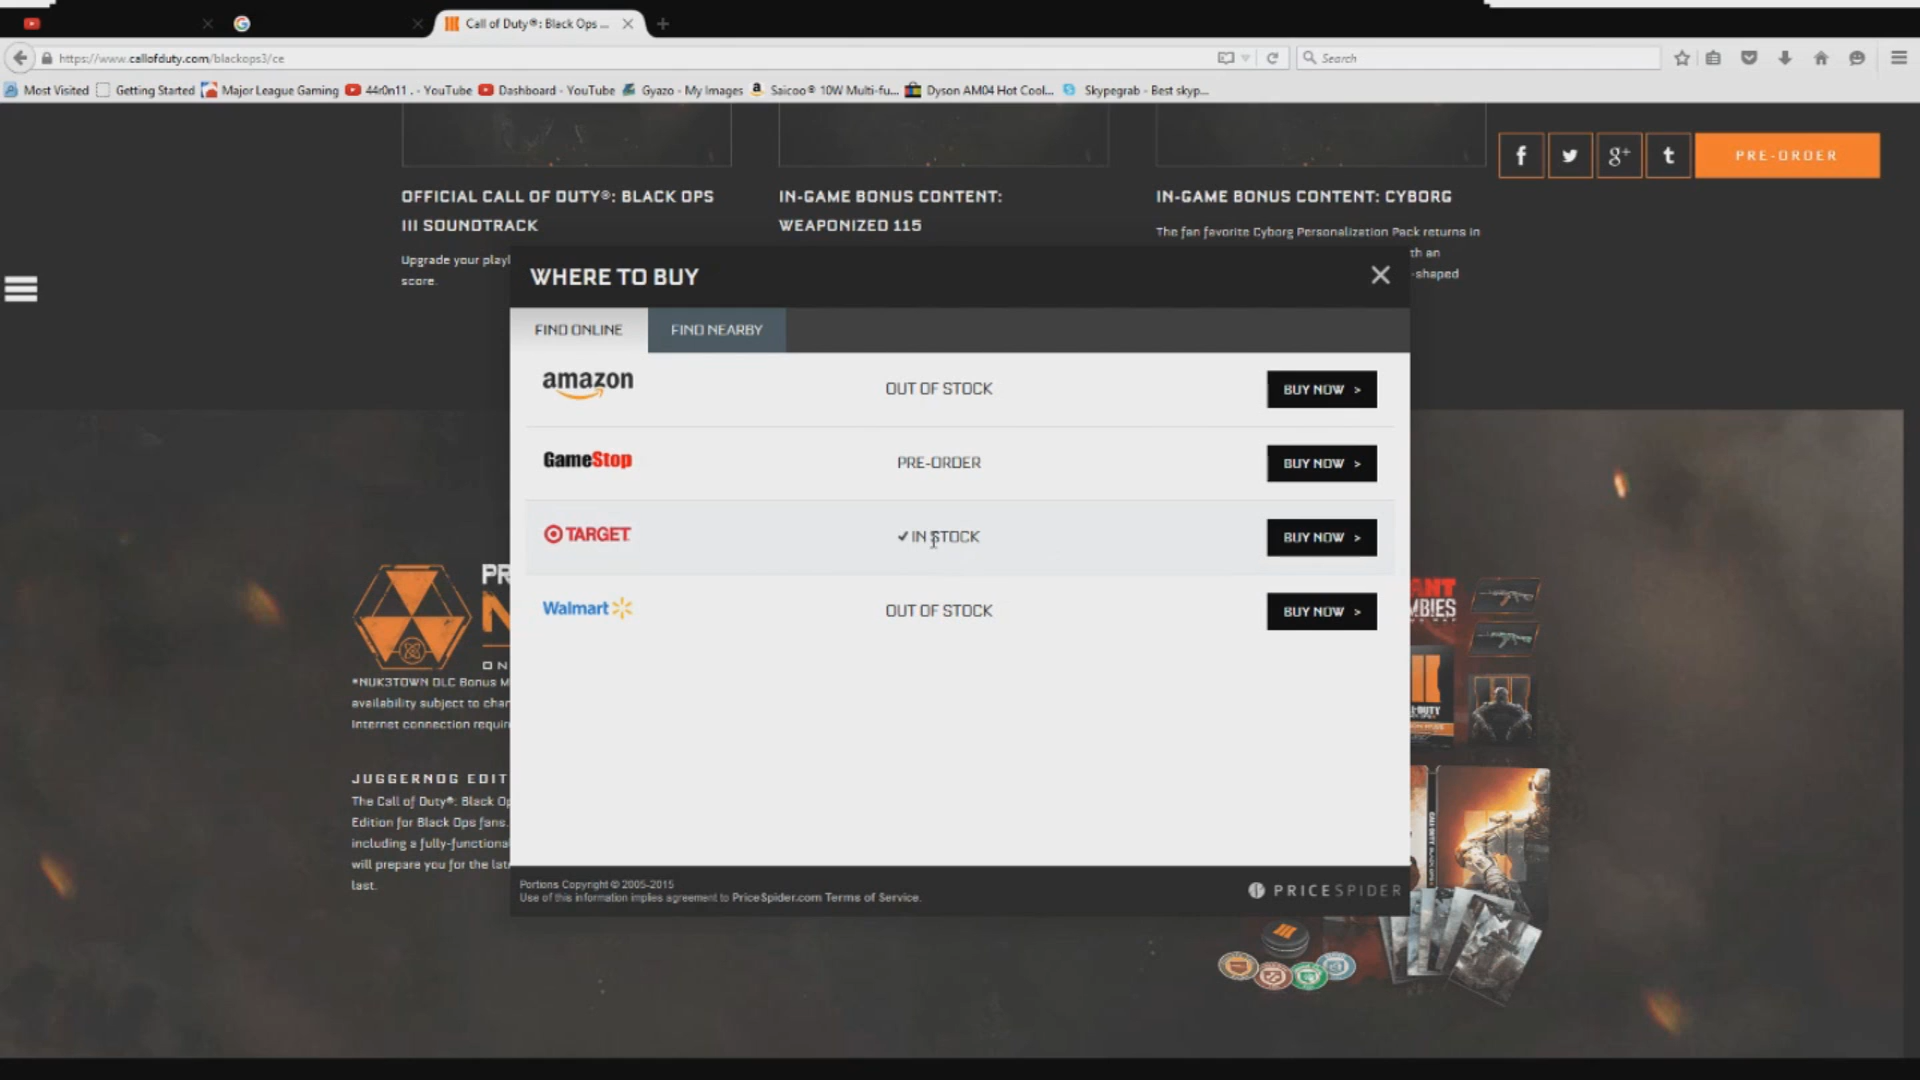 Call of Duty®: Black Ops ...
https://www.callofduty.com/blackops3/ce
Search
Most Visited
Getting Started
Major League Gaming
44r0n11 . - YouTube
Dashboard - YouTube
Gyazo - My Images
Saicoo® 10W Multi-fu...
Dyson AM04 Hot Cool...
Skypegrab - Best skyp...
f
g+
t
PRE-ORDER
OFFICIAL CALL OF DUTY®: BLACK OPS
III SOUNDTRACK
Upgrade your playl
score.
IN-GAME BONUS CONTENT:
WEAPONIZED 115
IN-GAME BONUS CONTENT: CYBORG
The fan favorite Cyborg Personalization Pack returns in
th an
-shaped
WHERE TO BUY
FIND ONLINE
FIND NEARBY
amazon
OUT OF STOCK
BUY NOW >
GameStop
PRE-ORDER
BUY NOW >
TARGET
✓ IN STOCK
BUY NOW >
Walmart
OUT OF STOCK
BUY NOW >
PR
N
ON
*NUK3TOWN DLC Bonus M
availability subject to char
Internet connection requir
JUGGERNOG EDIT
The Call of Duty®: Black Op
Edition for Black Ops fans.
including a fully-functiona
will prepare you for the lat
last.
ANT
MBIES
Portions Copyright © 2005-2015
Use of this information implies agreement to PriceSpider.com Terms of Service.
PRICESPIDER